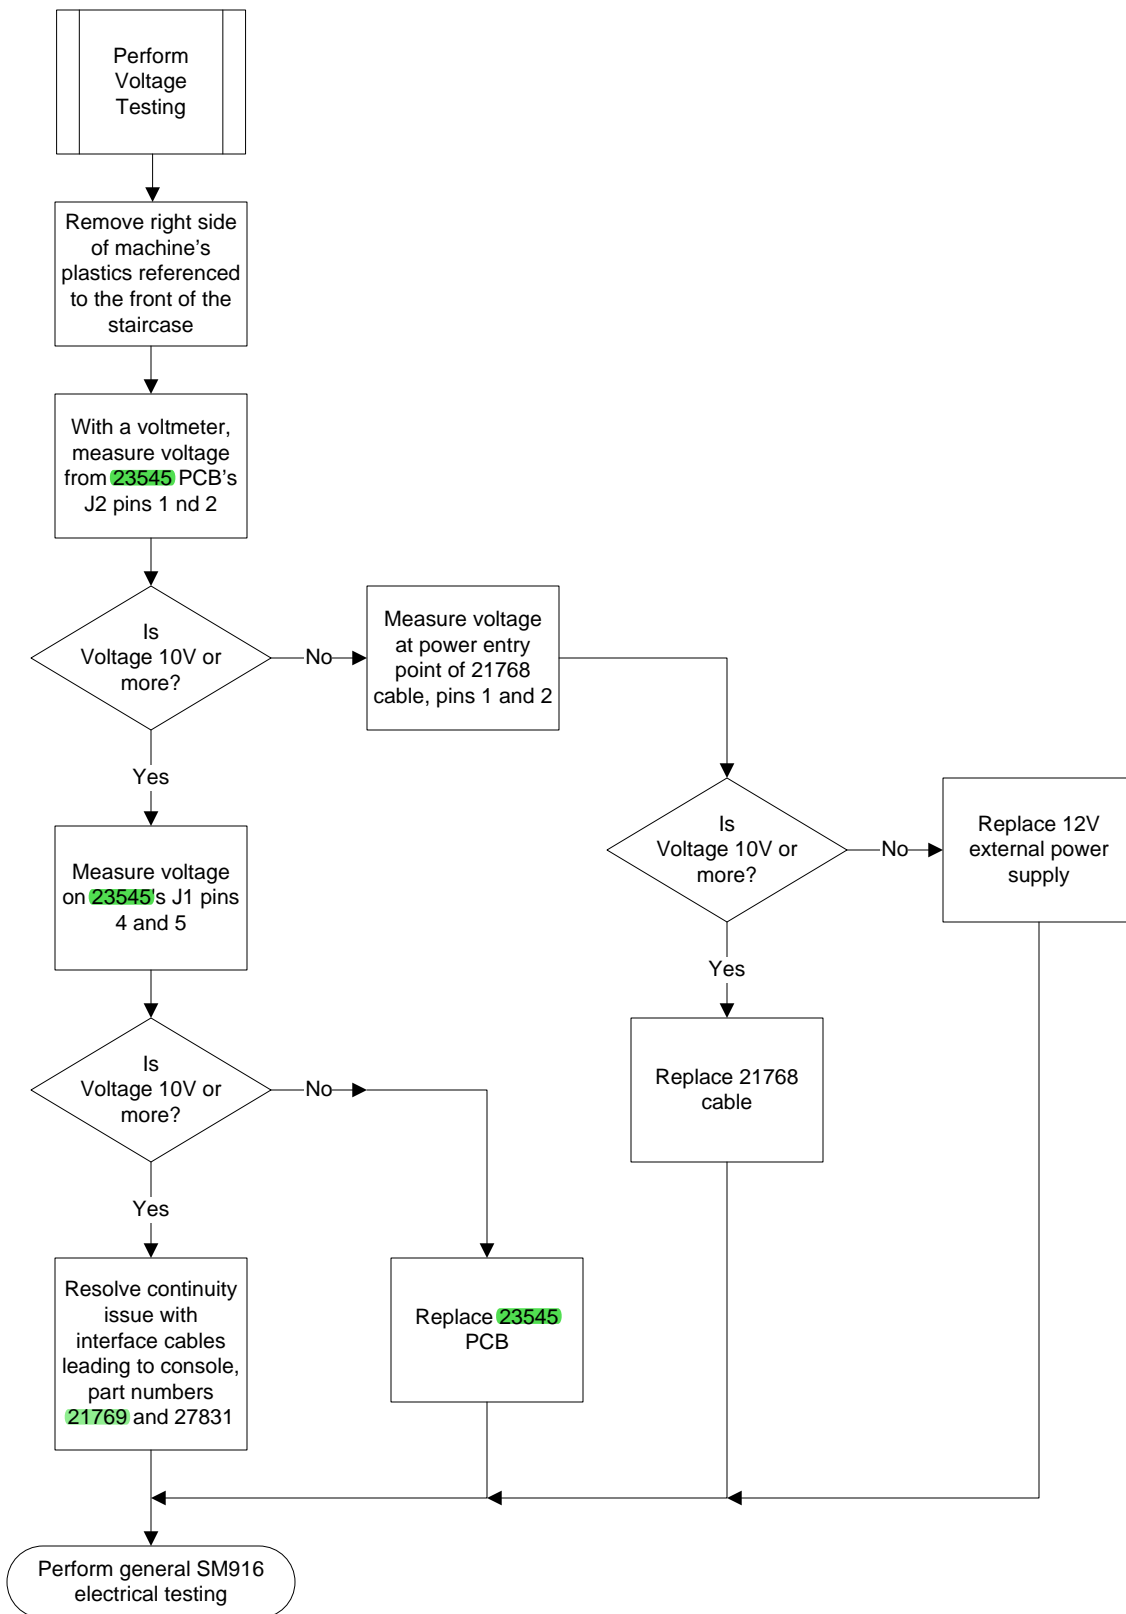 Perform
Voltage
Testing
Remove right side
of machine's
plastics referenced
to the front of the
staircase
With a voltmeter,
measure voltage
from 23545 PCB's
J2 pins 1 nd 2
Is
Voltage 10V or
more?
No
Measure voltage
at power entry
point of 21768
cable, pins 1 and 2
Yes
Is
Voltage 10V or
more?
No
Replace 12V
external power
supply
Measure voltage
on 23545's J1 pins
4 and 5
Yes
Replace 21768
cable
Is
Voltage 10V or
more?
No
Yes
Resolve continuity
issue with
interface cables
leading to console,
part numbers
21769 and 27831
Replace 23545
PCB
Perform general SM916
electrical testing